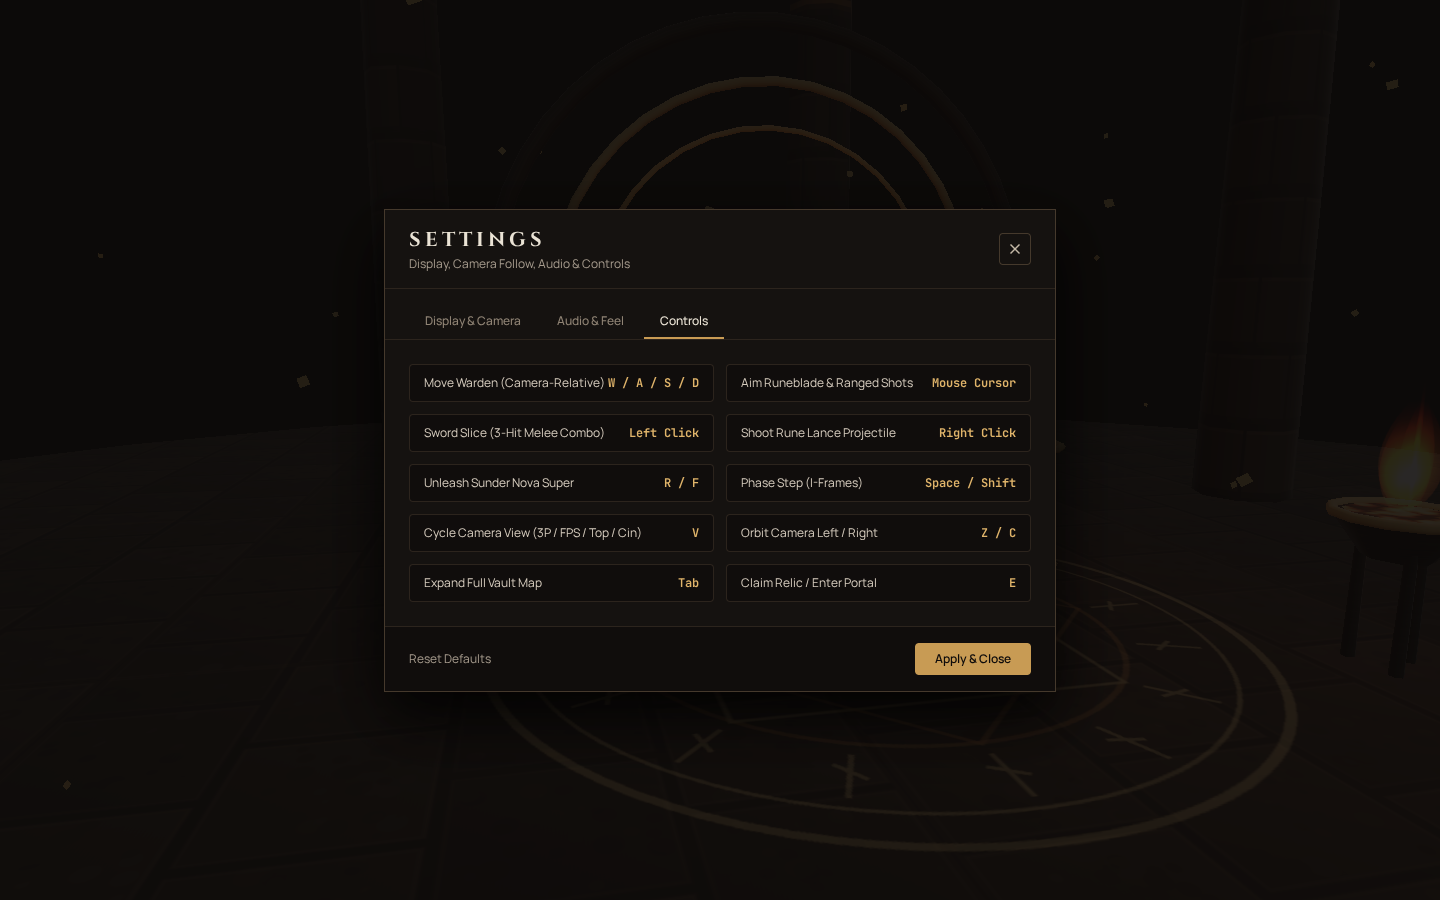 SETTINGS
Display, Camera Follow, Audio & Controls
Display & Camera
Audio & Feel
Controls
Move Warden (Camera-Relative) W / A / S / D
Aim Runeblade & Ranged Shots Mouse Cursor
Sword Slice (3-Hit Melee Combo) Left Click
Shoot Rune Lance Projectile Right Click
Unleash Sunder Nova Super R / F
Phase Step (I-Frames) Space / Shift
Cycle Camera View (3P / FPS / Top / Cin) V
Orbit Camera Left / Right Z / C
Expand Full Vault Map Tab
Claim Relic / Enter Portal E
Reset Defaults
Apply & Close